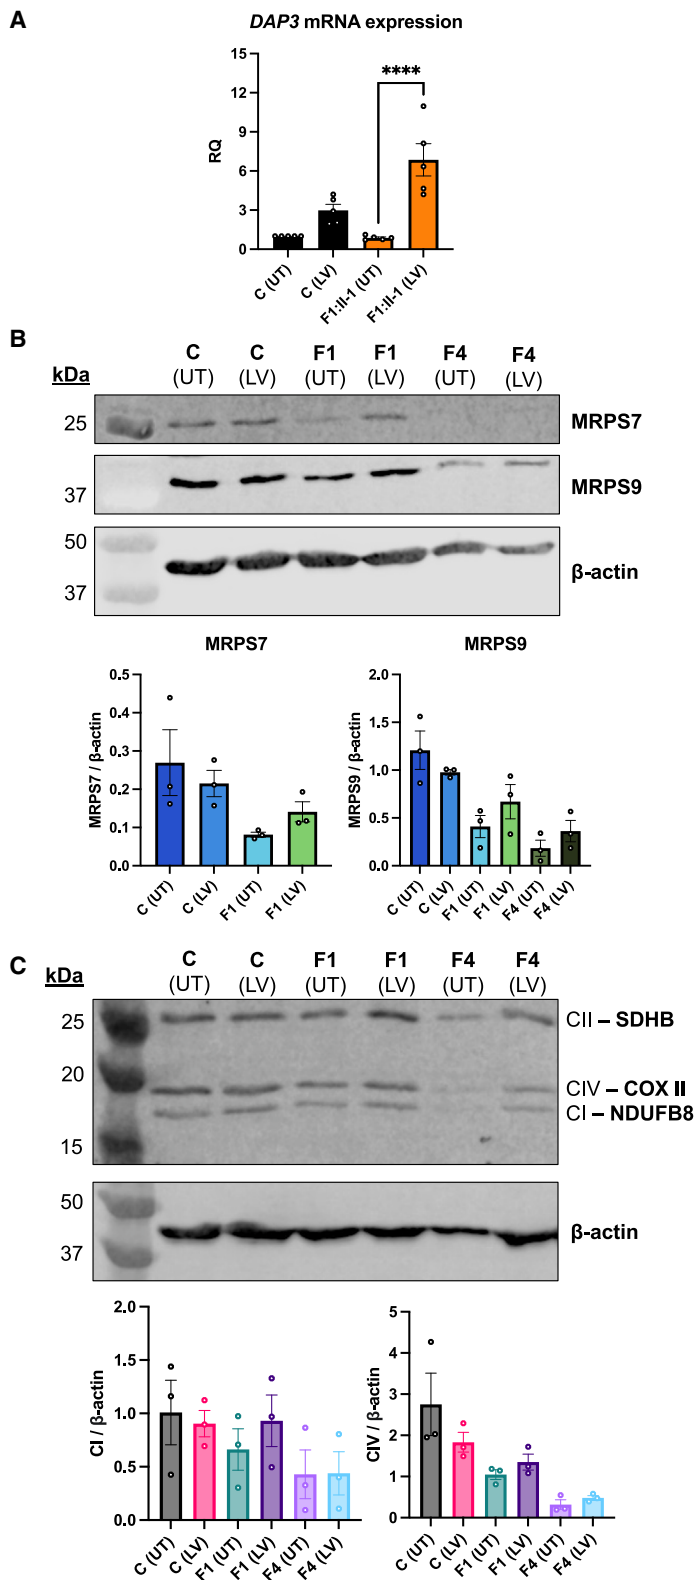 A
DAP3 mRNA expression
****
15
12
9
6
3
0
RQ
C (UT)
C (LV)
F1:II-1 (UT)
F1:II-1 (LV)
B
kDa
C
(UT)
C
(LV)
F1
(UT)
F1
(LV)
F4
(UT)
F4
(LV)
25
MRPS7
37
MRPS9
50
37
β-actin
MRPS7
0.5
0.4
0.3
0.2
0.1
0.0
MRPS7 / β-actin
C (UT)
C (LV)
F1 (UT)
F1 (LV)
MRPS9
2.0
1.5
1.0
0.5
0.0
MRPS9 / β-actin
C (UT)
C (LV)
F1 (UT)
F1 (LV)
F4 (UT)
F4 (LV)
C
kDa
C
(UT)
C
(LV)
F1
(UT)
F1
(LV)
F4
(UT)
F4
(LV)
25
20
15
CII – SDHB
CIV – COX II
CI – NDUFB8
50
37
β-actin
2.0
1.5
1.0
0.5
0.0
CI / β-actin
C (UT)
C (LV)
F1 (UT)
F1 (LV)
F4 (UT)
F4 (LV)
5
4
3
2
1
0
CIV / β-actin
C (UT)
C (LV)
F1 (UT)
F1 (LV)
F4 (UT)
F4 (LV)